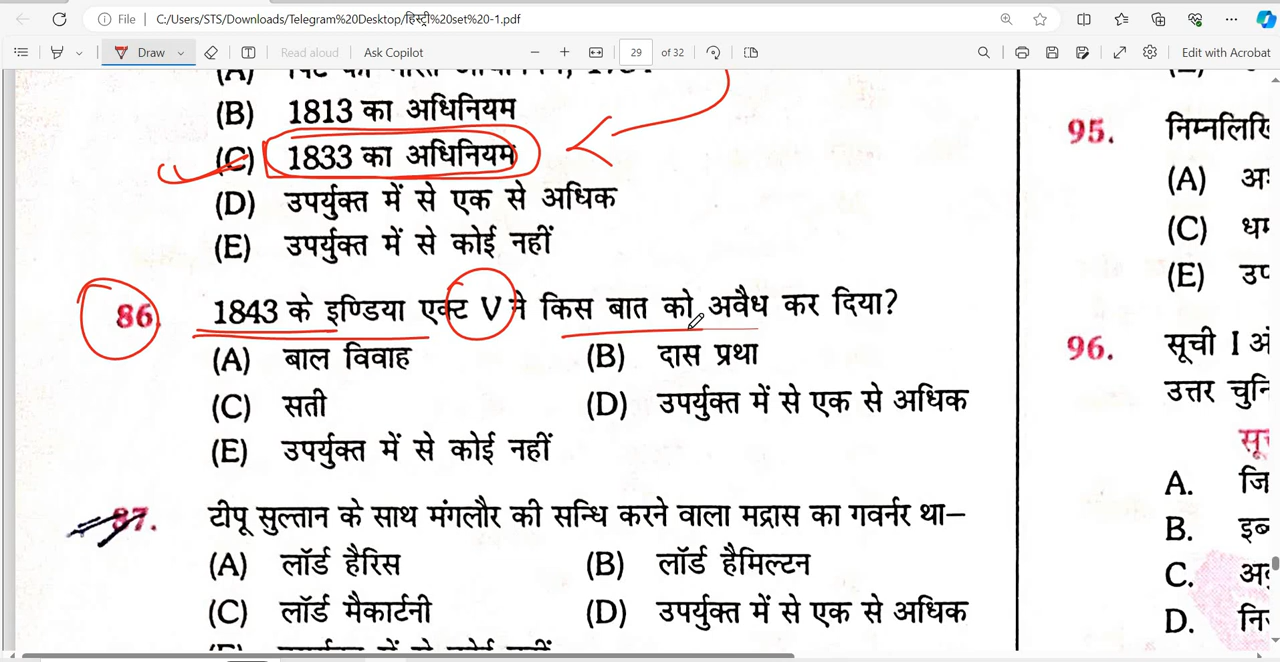 File C:/Users/STS/Downloads/Telegram%20Desktop/हिस्ट्री%20set%20-1.pdf
Draw Read aloud Ask Copilot 29 of 32 Edit with Acrobat
(B) 1813 का अधिनियम
(C) 1833 का अधिनियम
(D) उपर्युक्त में से एक से अधिक
(E) उपर्युक्त में से कोई नहीं
86. 1843 के इण्डिया एक्ट V ने किस बात को अवैध कर दिया?
(A) बाल विवाह (B) दास प्रथा
(C) सती (D) उपर्युक्त में से एक से अधिक
(E) उपर्युक्त में से कोई नहीं
87. टीपू सुल्तान के साथ मंगलौर की सन्धि करने वाला मद्रास का गवर्नर था–
(A) लॉर्ड हैरिस (B) लॉर्ड हैमिल्टन
(C) लॉर्ड मैकार्टनी (D) उपर्युक्त में से एक से अधिक
95.
(A)
(C)
(E)
96. सूची I
उत्तर
A.
B.
C.
D.